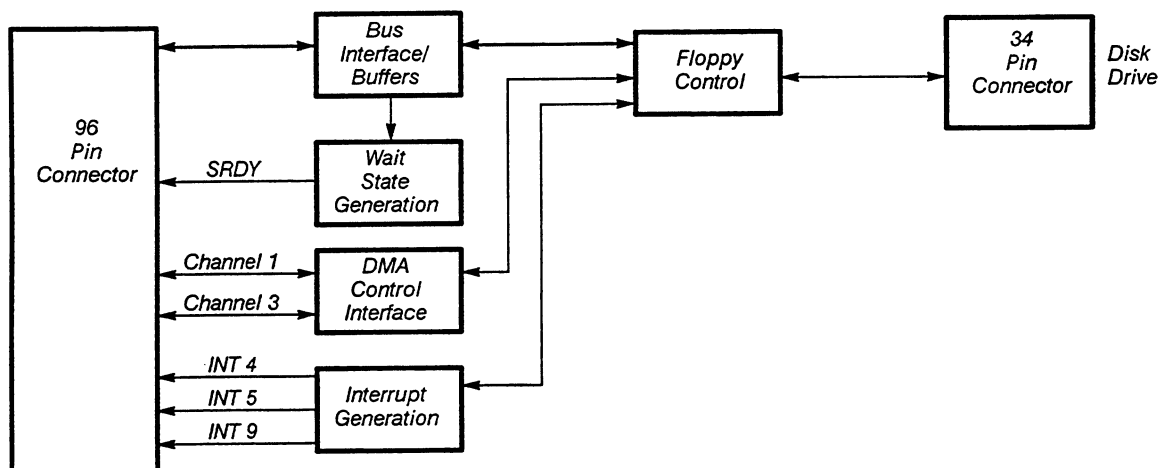 96
Pin
Connector
Bus
Interface/
Buffers
Floppy
Control
34
Pin
Connector
Disk
Drive
SRDY
Wait
State
Generation
Channel 1
Channel 3
DMA
Control
Interface
INT 4
INT 5
INT 9
Interrupt
Generation